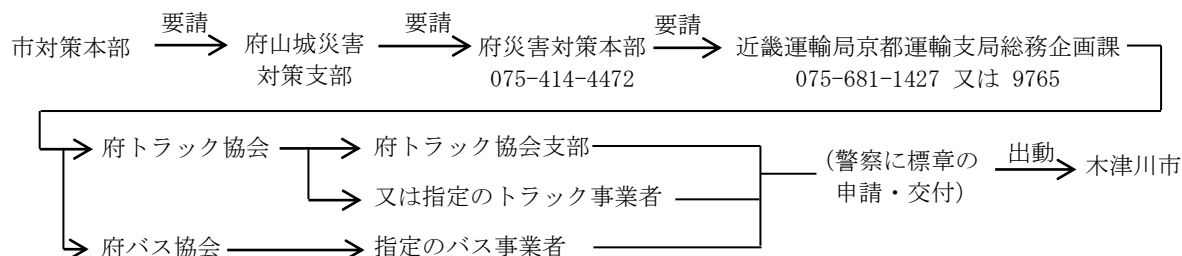 要請
要請
要請
市対策本部
府山城災害
対策支部
府災害対策本部
075-414-4472
近畿運輸局京都運輸支局総務企画課
075-681-1427 又は 9765
府トラック協会
府トラック協会支部
又は指定のトラック事業者
府バス協会
指定のバス事業者
(警察に標章の
申請・交付)
出動
木津川市